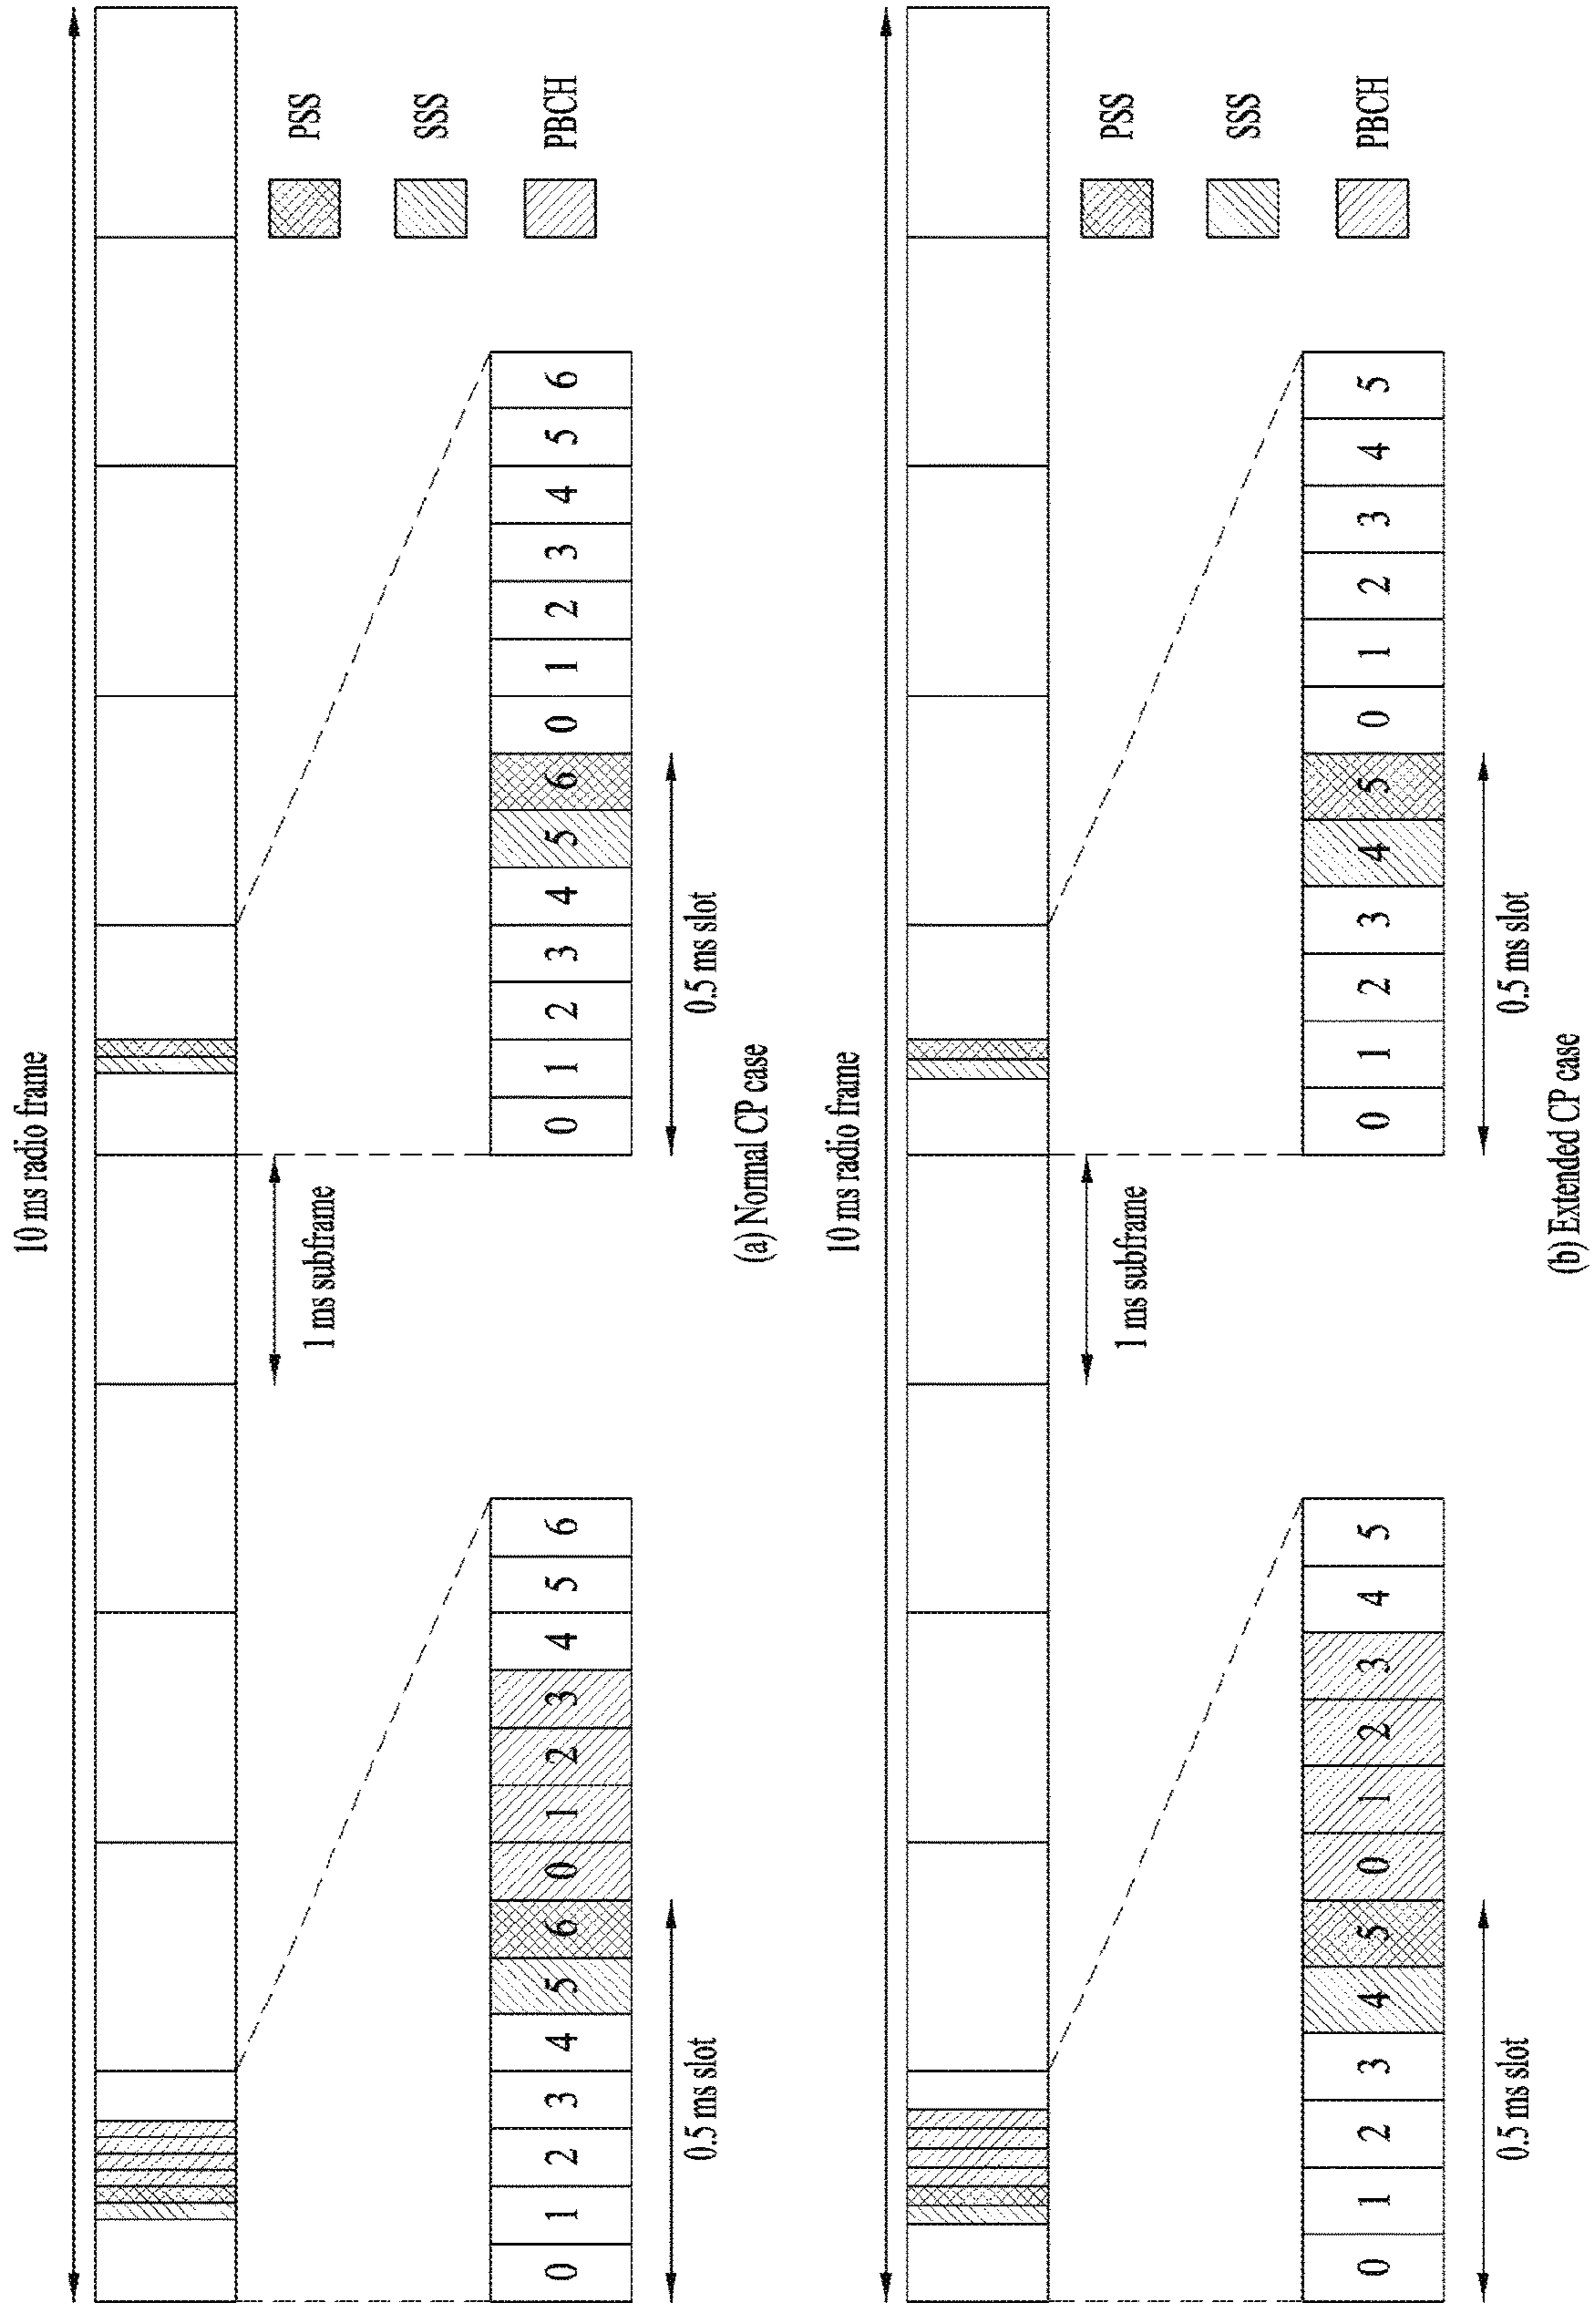 10 ms radio frame
1 ms subframe
PSS
SSS
PBCH
0 1 2 3 4 5 6 0 1 2 3 4 5 6
0 1 2 3 4 5 6 0 1 2 3 4 5 6
0.5 ms slot
0.5 ms slot
(a) Normal CP case
10 ms radio frame
1 ms subframe
PSS
SSS
PBCH
0 1 2 3 4 5 0 1 2 3 4 5
0 1 2 3 4 5 0 1 2 3 4 5
0.5 ms slot
0.5 ms slot
(b) Extended CP case